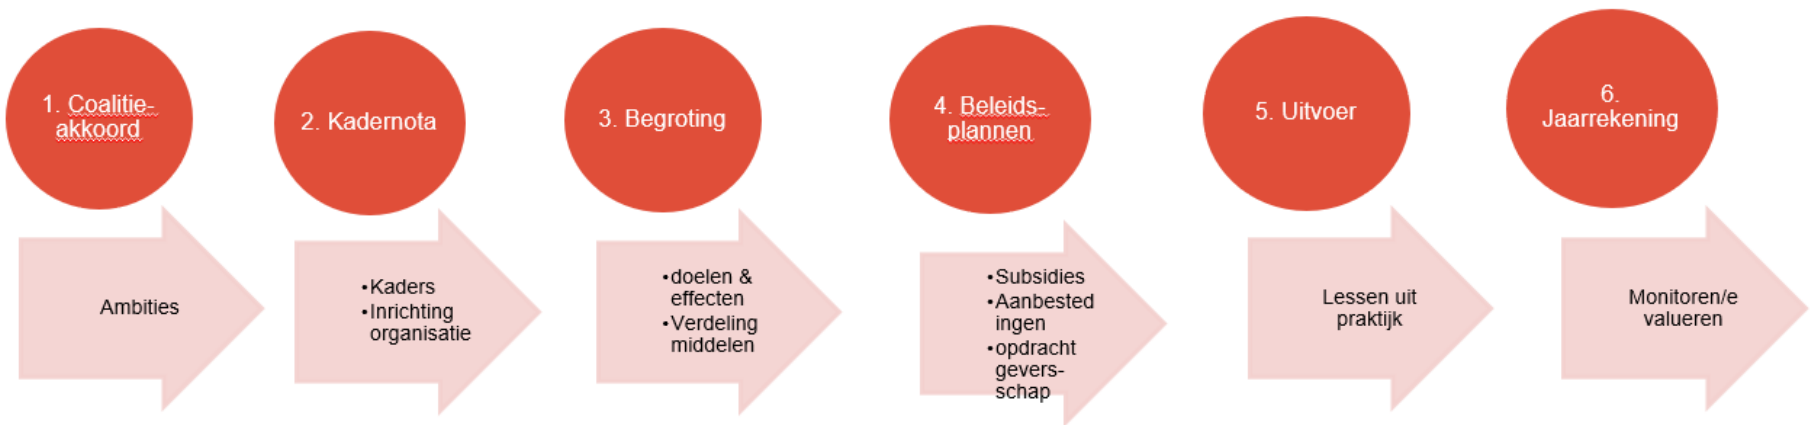 1. Coalitie-
akkoord
Ambities
2. Kadernota
•Kaders
•Inrichting
organisatie
3. Begroting
•doelen &
effecten
•Verdeling
middelen
4. Beleids-
plannen
•Subsidies
•Aanbested
ingen
•opdracht
gevers-
schap
5. Uitvoer
Lessen uit
praktijk
6.
Jaarrekening
Monitoren/e
valueren